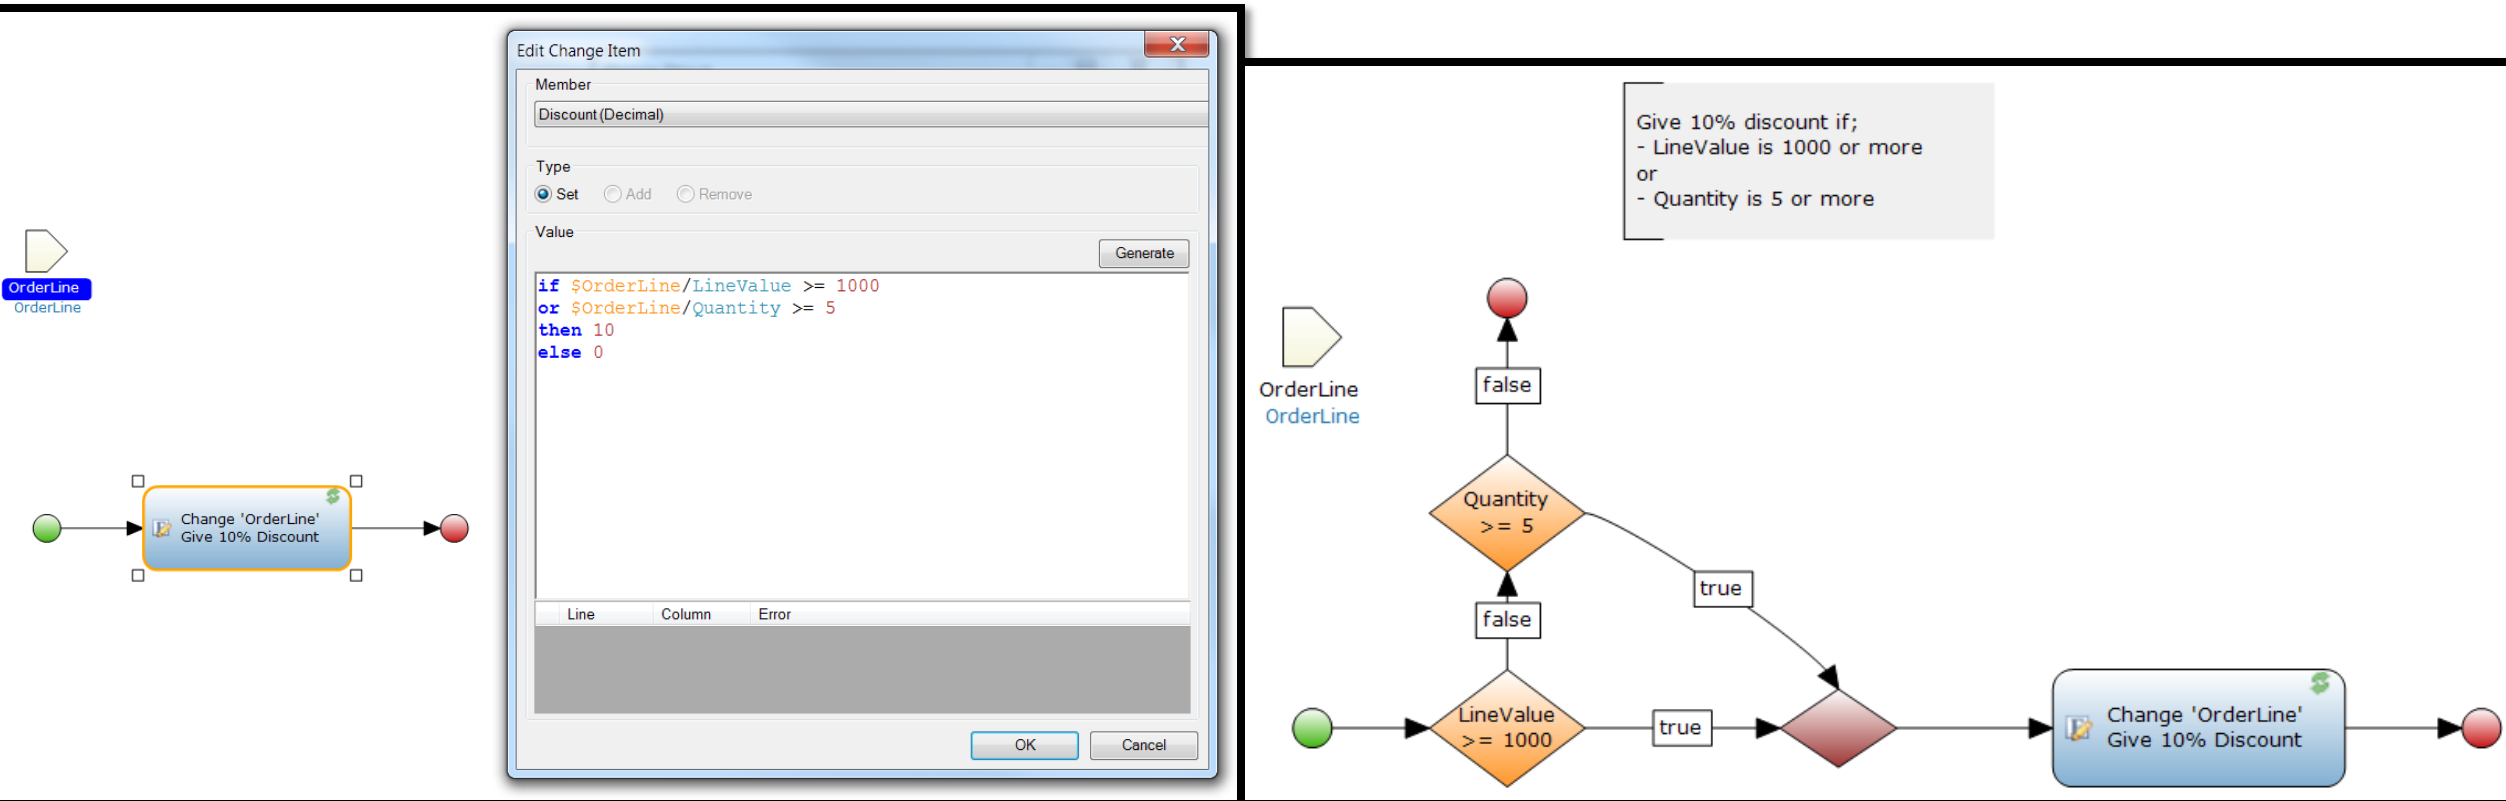 Edit Change Item
X
Member
Discount (Decimal)
Type
Set Add Remove
Value
Generate
if $OrderLine/LineValue >= 1000
or $OrderLine/Quantity >= 5
then 10
else 0
Line Column Error
OK Cancel
OrderLine
OrderLine
Change 'OrderLine'
Give 10% Discount
Give 10% discount if;
- LineValue is 1000 or more
or
- Quantity is 5 or more
OrderLine
OrderLine
false
Quantity
>= 5
true
false
LineValue
>= 1000
true
Change 'OrderLine'
Give 10% Discount